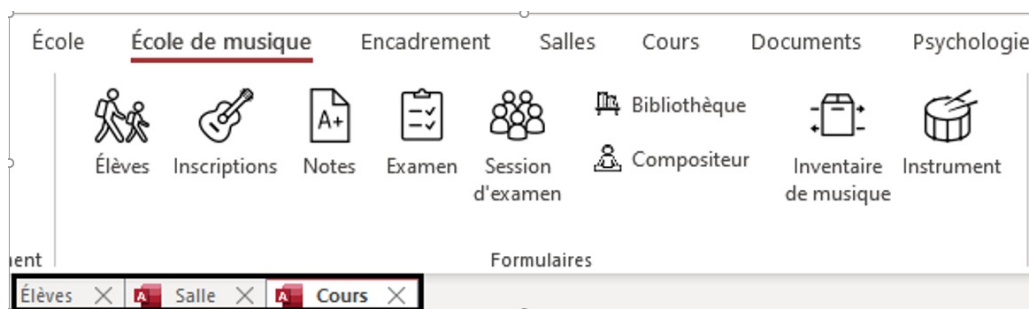 École École de musique Encadrement Salles Cours Documents Psychologie
A+
Élèves Inscriptions Notes Examen Session d'examen
Bibliothèque
Compositeur
Inventaire de musique Instrument
Formulaires
Élèves A Salle A Cours